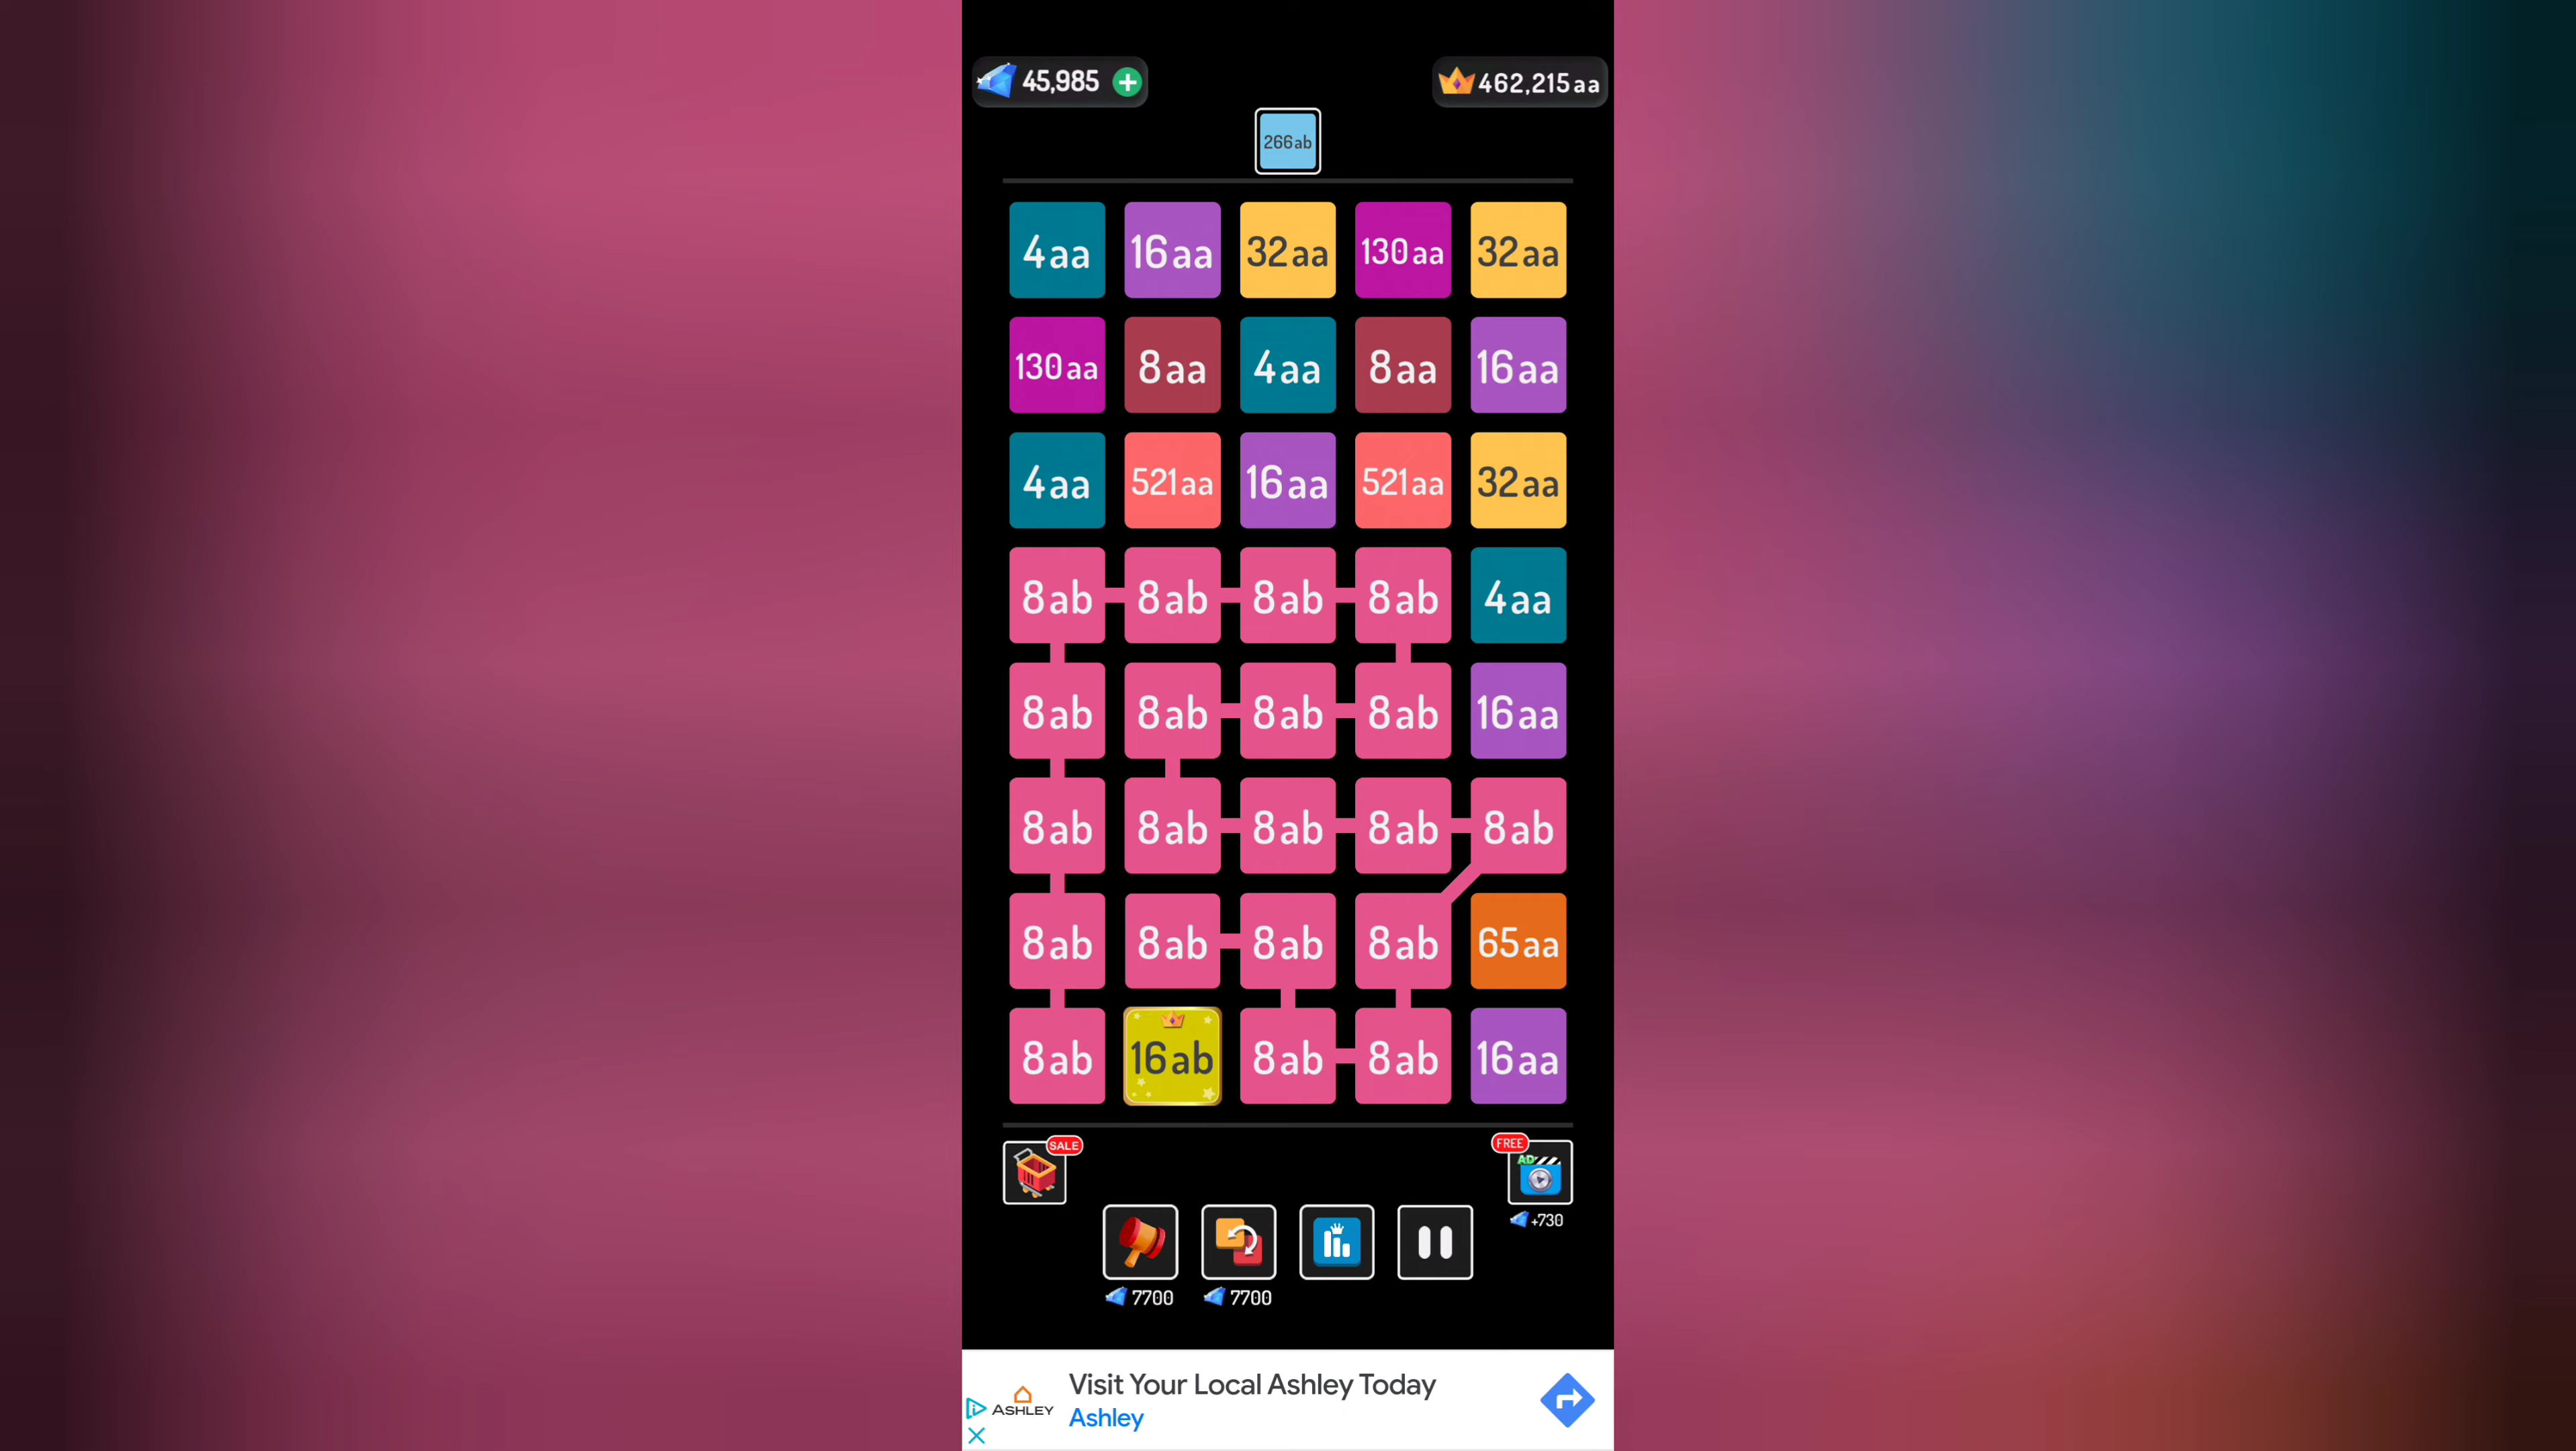 45,985
462,215aa
266ab
4aa 16aa 32aa 130aa 32aa
130aa 8aa 4aa 8aa 16aa
4aa 521aa 16aa 521aa 32aa
8ab 8ab 8ab 8ab 4aa
8ab 8ab 8ab 8ab 16aa
8ab 8ab 8ab 8ab 8ab
8ab 8ab 8ab 8ab 65aa
8ab 16ab 8ab 8ab 16aa
SALE
FREE
AD
+730
7700 7700
Visit Your Local Ashley Today
ASHLEY
Ashley